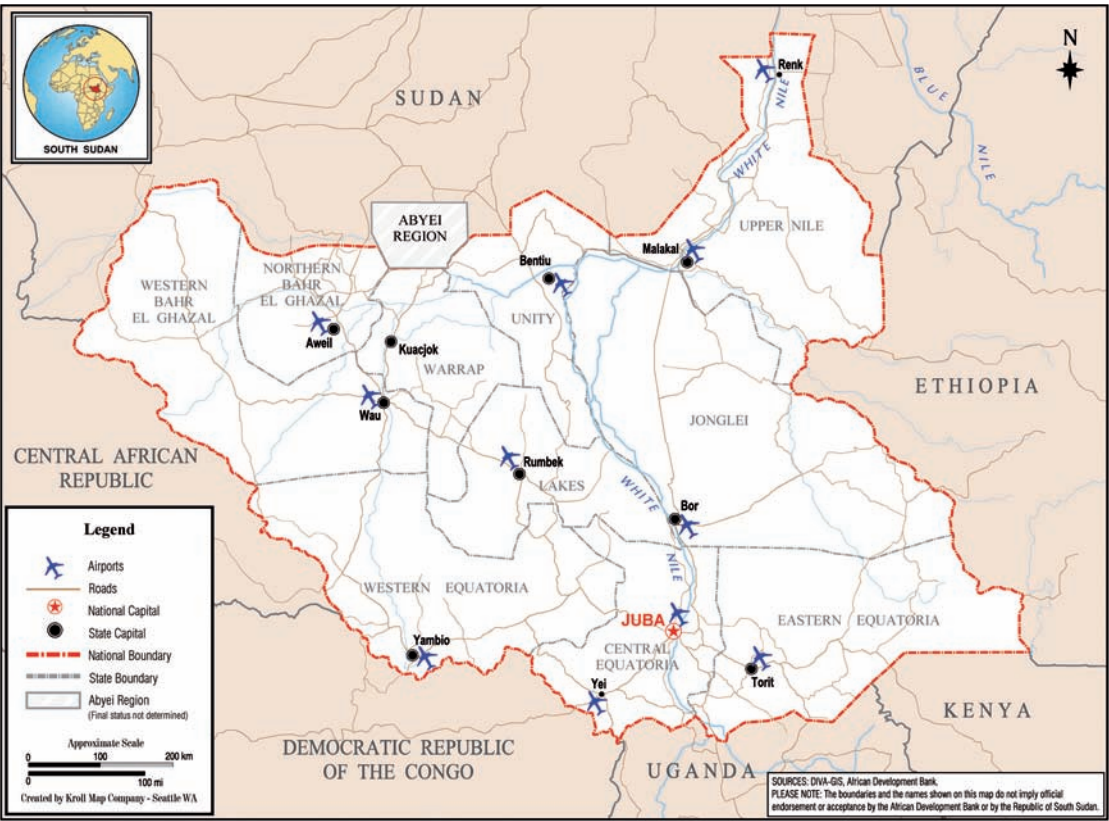 SOUTH SUDAN
N
SUDAN
Renk
BLUE
NILE
NILE
WHITE
ABYEI
REGION
UPPER NILE
Malakal
Bentiu
NORTHERN
BAHR
EL GHAZAL
WESTERN
BAHR
EL GHAZAL
UNITY
Aweil
Kuacjok
WARRAP
ETHIOPIA
Wau
JONGLEI
CENTRAL AFRICAN
REPUBLIC
Rumbek
LAKES
WHITE
Bor
NILE
WESTERN EQUATORIA
JUBA
EASTERN EQUATORIA
Yambio
CENTRAL
EQUATORIA
Torit
Yei
KENYA
DEMOCRATIC REPUBLIC
OF THE CONGO
UGANDA
Legend
Airports
Roads
National Capital
State Capital
National Boundary
State Boundary
Abyei Region
(Final status not determined)
Approximate Scale
0 100 200 km
0 100 mi
Created by Kroll Map Company - Seattle WA
SOURCES: DIVA-GIS, African Development Bank.
PLEASE NOTE: The boundaries and the names shown on this map do not imply official
endorsement or acceptance by the African Development Bank or by the Republic of South Sudan.